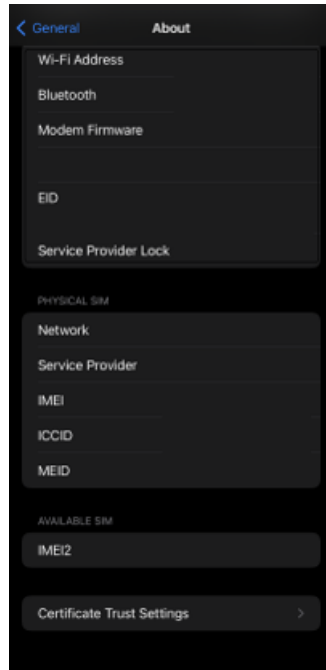 General
About
Wi-Fi Address
Bluetooth
Modem Firmware
EID
Service Provider Lock
PHYSICAL SIM
Network
Service Provider
IMEI
ICCID
MEID
AVAILABLE SIM
IMEI2
Certificate Trust Settings